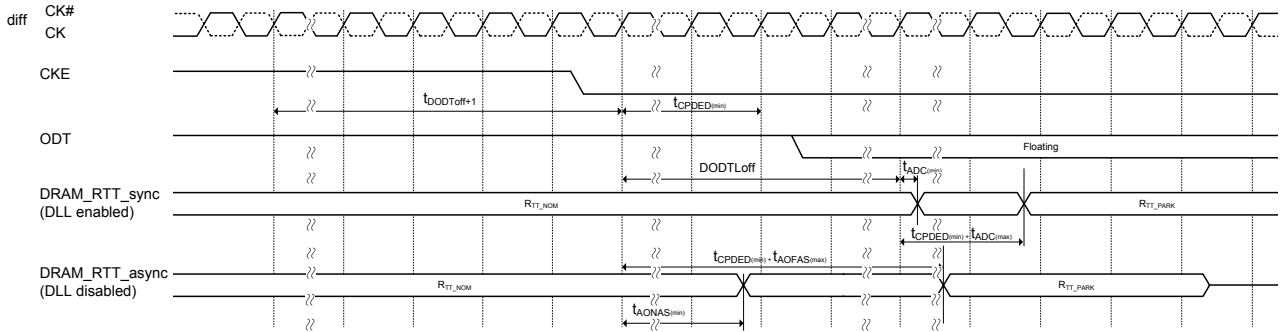 diff
CK#
CK
CKE
tDODToff+1
tCPDED(min)
ODT
Floating
DODTLoff
tADC(min)
DRAM_RTT_sync
(DLL enabled)
RTT_NOM
RTT_PARK
tCPDED(min) + tADC(max)
tCPDED(min) + tAOFAS(max)
DRAM_RTT_async
(DLL disabled)
RTT_NOM
RTT_PARK
tAONAS(min)